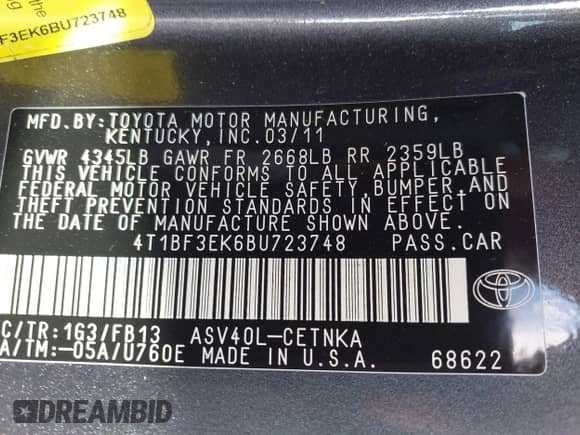 the
F3EK6BU723748
MFD.BY:TOYOTA MOTOR MANUFACTURING,
KENTUCKY,INC.03/11
GVWR 4345LB GAWR FR 2668LB RR 2359LB
THIS VEHICLE CONFORMS TO ALL APPLICABLE
FEDERAL MOTOR VEHICLE SAFETY, BUMPER,AND
THEFT PREVENTION STANDARDS IN EFFECT ON
THE DATE OF MANUFACTURE SHOWN ABOVE.
4T1BF3EK6BU723748 PASS.CAR
C/TR:1G3/FB13 ASV40L-CETNKA
A/TM:-05A/U760E MADE IN U.S.A.
68622
DREAMBID